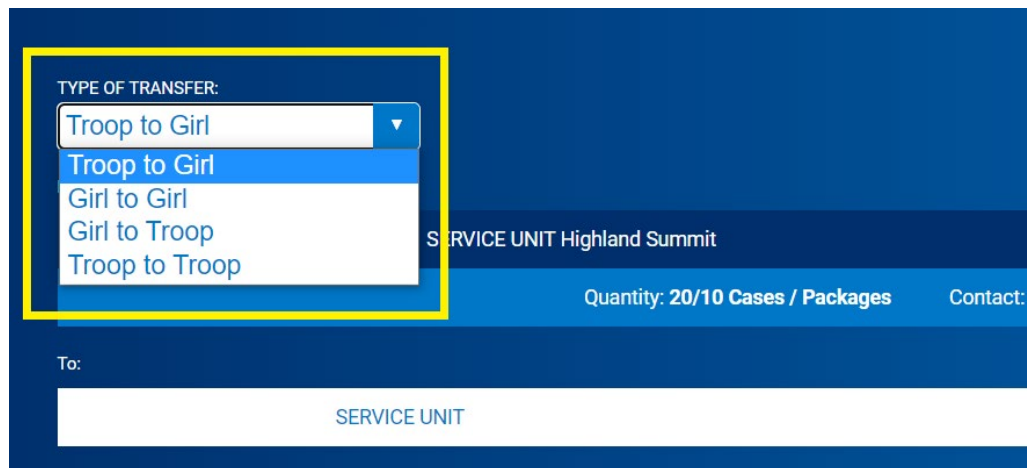 TYPE OF TRANSFER:
Troop to Girl
Troop to Girl
Girl to Girl
Girl to Troop
Troop to Troop
SERVICE UNIT Highland Summit
Quantity: 20/10 Cases / Packages Contact:
To:
SERVICE UNIT